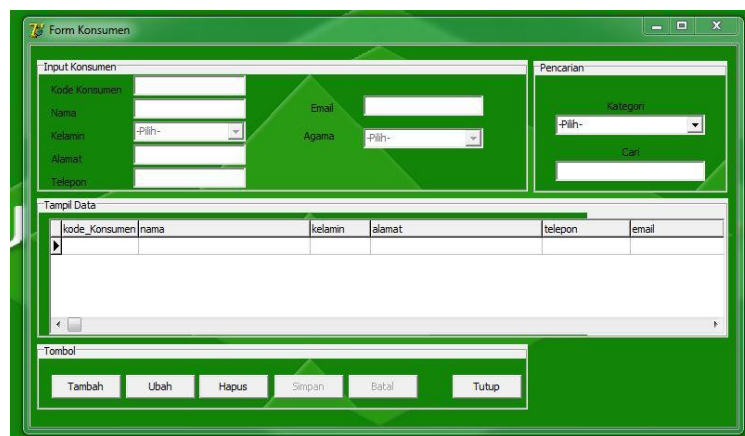 Form Konsumen
Input Konsumen
Kode Konsumen
Nama
Kelamin
-Pilih-
Alamat
Telepon
Email
Agama
-Pilih-
Pencarian
Kategori
-Pilih-
Cari
Tampil Data
kode_Konsumen nama kelamin alamat telepon email
Tombol
Tambah Ubah Hapus Simpan Batal Tutup